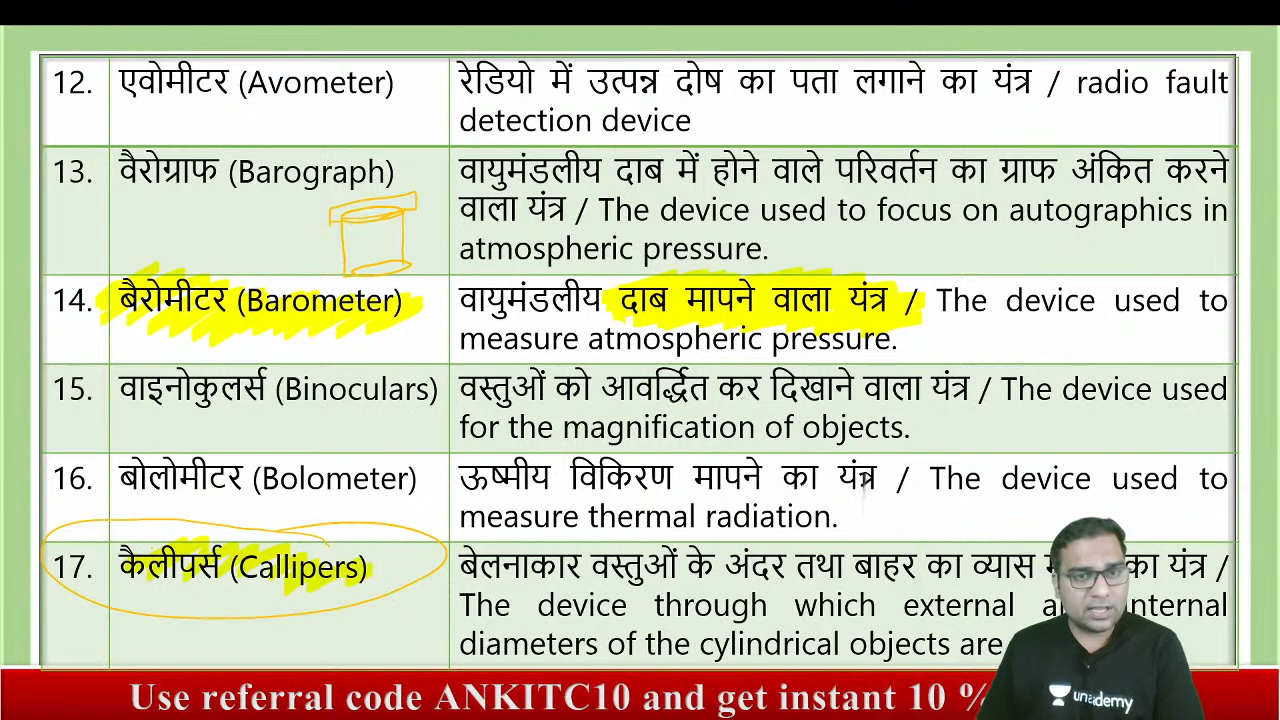 12. एवोमीटर (Avometer) रेडियो में उत्पन्न दोष का पता लगाने का यंत्र / radio fault
detection device
13. वैरोग्राफ (Barograph) वायुमंडलीय दाब में होने वाले परिवर्तन का ग्राफ अंकित करने
वाला यंत्र / The device used to focus on autographics in
atmospheric pressure.
14. बैरोमीटर (Barometer) वायुमंडलीय दाब मापने वाला यंत्र / The device used to
measure atmospheric pressure.
15. वाइनोकुलर्स (Binoculars) वस्तुओं को आवर्द्धित कर दिखाने वाला यंत्र / The device used
for the magnification of objects.
16. बोलोमीटर (Bolometer) ऊष्मीय विकिरण मापने का यंत्र / The device used to
measure thermal radiation.
17. कैलीपर्स (Callipers) बेलनाकार वस्तुओं के अंदर तथा बाहर का व्यास का यंत्र /
The device through which external
diameters of the cylindrical objects are
unacademy
Use referral code ANKITC10 and get instant 10 %